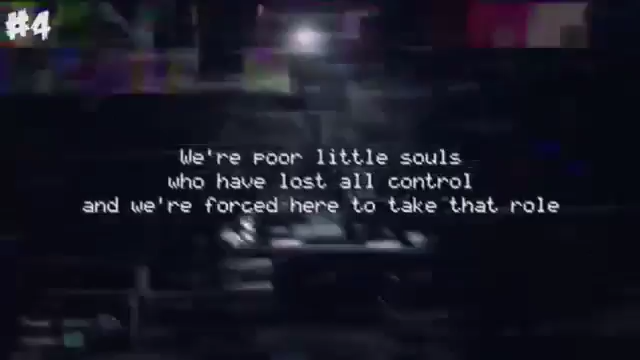 #4
We're poor little souls
who have lost all control
and we're forced here to take that role